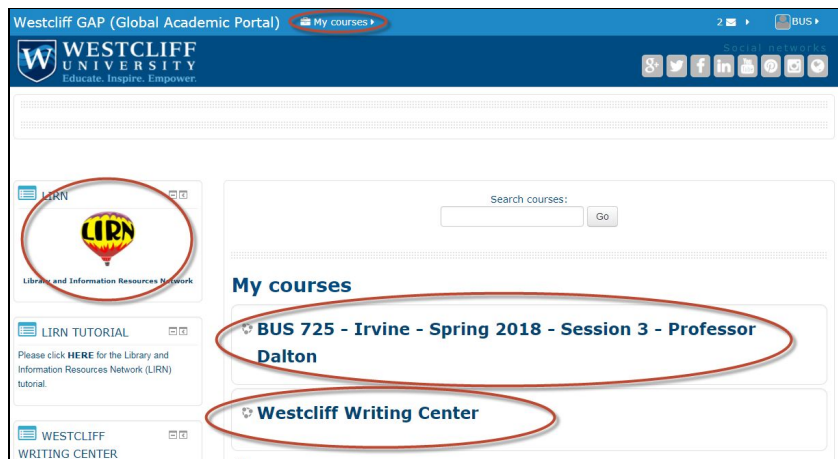 Westcliff GAP (Global Academic Portal)
My courses
2
BUS
WESTCLIFF
UNIVERSITY
Educate. Inspire. Empower.
Social networks
LIRN
LIRN
Library and Information Resources Network
Search courses:
Go
My courses
BUS 725 - Irvine - Spring 2018 - Session 3 - Professor
Dalton
LIRN TUTORIAL
Please click HERE for the Library and
Information Resources Network (LIRN)
tutorial.
Westcliff Writing Center
WESTCLIFF
WRITING CENTER